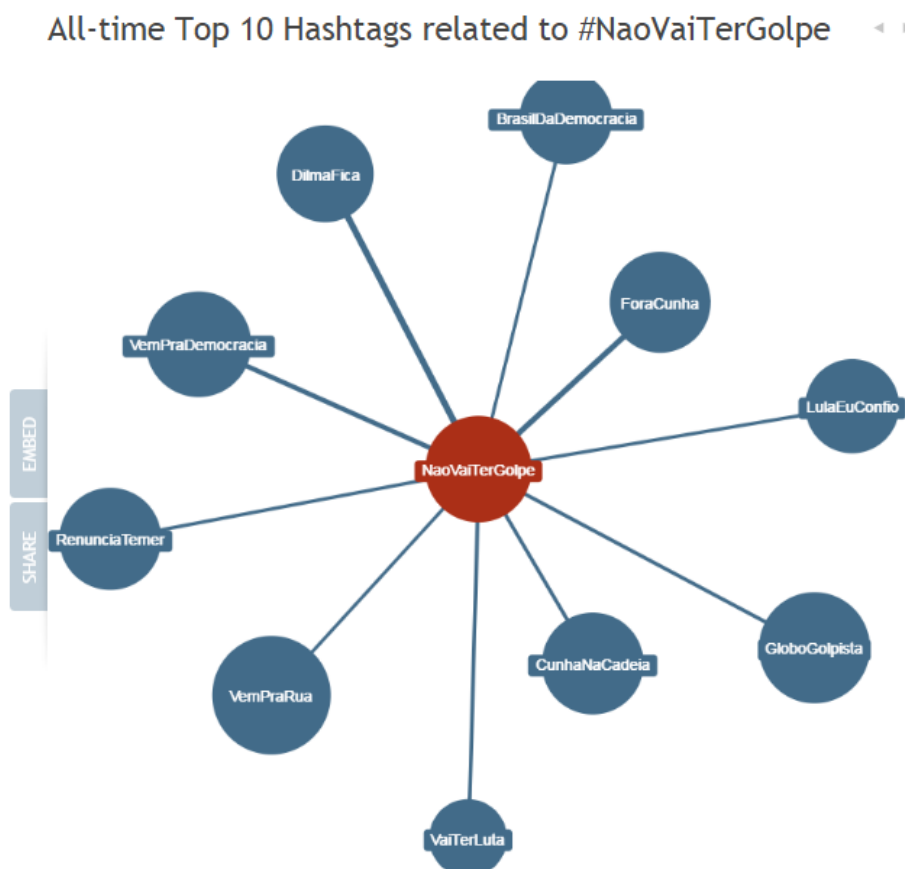 All-time Top 10 Hashtags related to #NaoVaiTerGolpe
BrasilDaDemocracia
DilmaFica
ForaCunha
VemPraDemocracia
LulaEuConfio
EMBED
NaoVaiTerGolpe
SHARE
RenunciaTemer
GloboGolpista
CunhaNaCadeia
VemPraRua
VaiTerLuta